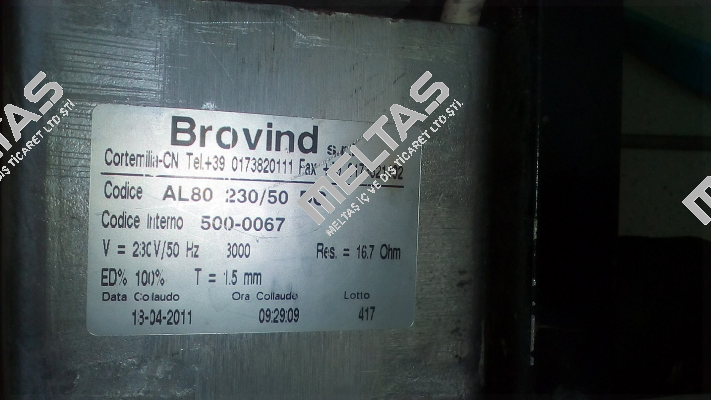 MELTAS
MELTAŞ İÇ VE DIŞ TİCARET LTD ŞTİ.
Brovind
Cortemilia-CN Tel.+39 0173820111 Fax
Codice AL80 230/50
Codice Interno 500-0067
V = 230V/50 Hz 3000 Res. = 16.7 Ohm
ED% 100% T = 1.5 mm
Data Collaudo Ora Collaudo Lotto
13-04-2011 09:29:09 417